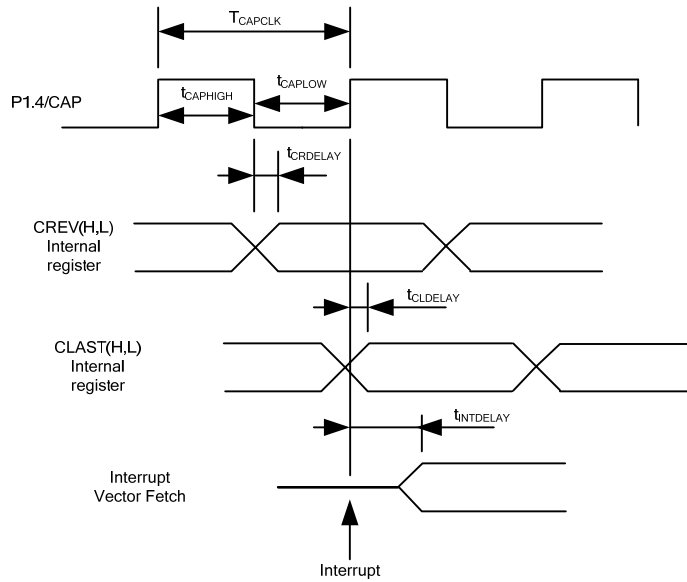 TCAPCLK
P1.4/CAP
tCAPHIGH
tCAPLOW
tCRDELAY
CREV(H,L)
Internal
register
tCLDELAY
CLAST(H,L)
Internal
register
tINTDELAY
Interrupt
Vector Fetch
Interrupt